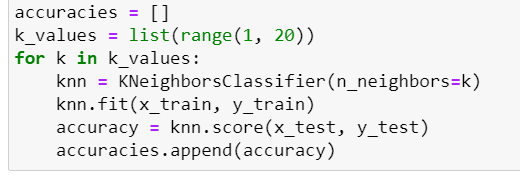 accuracies = []
k_values = list(range(1, 20))
for k in k_values:
    knn = KNeighborsClassifier(n_neighbors=k)
    knn.fit(x_train, y_train)
    accuracy = knn.score(x_test, y_test)
    accuracies.append(accuracy)